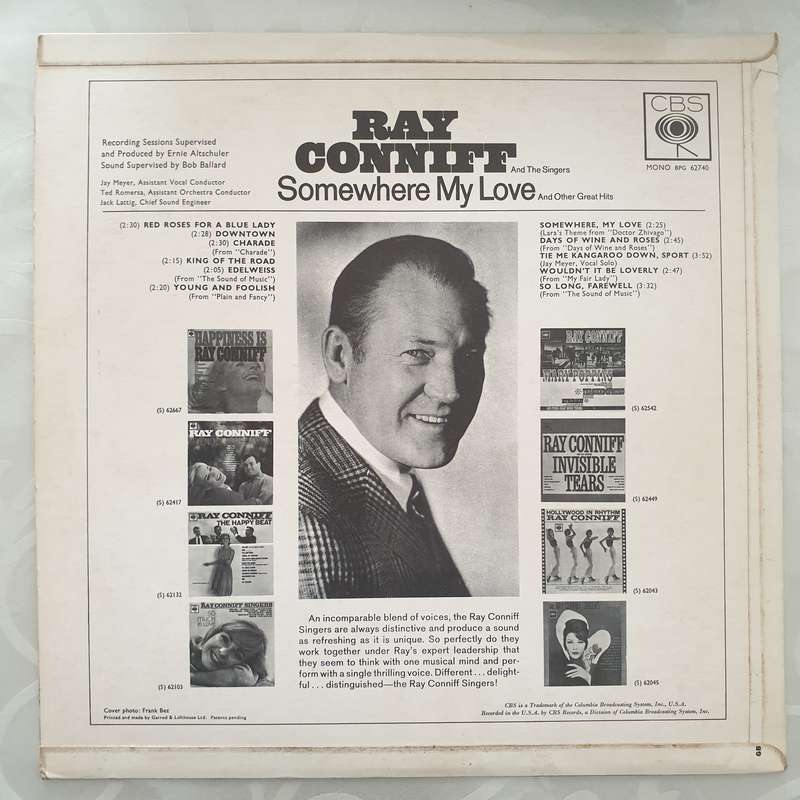 CBS
MONO BPG 62740
RAY
CONNIFF And The Singers
Somewhere My Love And Other Great Hits
Recording Sessions Supervised
and Produced by Ernie Altschuler
Sound Supervised by Bob Ballard
Jay Meyer, Assistant Vocal Conductor
Ted Romersa, Assistant Orchestra Conductor
Jack Lattig, Chief Sound Engineer
(2:30) RED ROSES FOR A BLUE LADY
(2:28) DOWNTOWN
(2:30) CHARADE
(From "Charade")
(2:15) KING OF THE ROAD
(2:05) EDELWEISS
(From "The Sound of Music")
(2:20) YOUNG AND FOOLISH
(From "Plain and Fancy")
SOMEWHERE, MY LOVE (2:25)
(Lara's Theme from "Doctor Zhivago")
DAYS OF WINE AND ROSES (2:45)
(From "Days of Wine and Roses")
TIE ME KANGAROO DOWN, SPORT (3:52)
(Jay Meyer, Vocal Solo)
WOULDN'T IT BE LOVERLY (2:47)
(From "My Fair Lady")
SO LONG, FAREWELL (3:32)
(From "The Sound of Music")
HAPPINESS IS
RAY CONNIFF
(S) 62667
RAY CONNIFF
(S) 62417
RAY CONNIFF
THE HAPPY BEAT
(S) 62132
RAY CONNIFF SINGERS
SO
MUCH
IN LOVE
(S) 62103
RAY CONNIFF
MARY POPPINS
(S) 62542
RAY CONNIFF
INVISIBLE
TEARS
(S) 62449
HOLLYWOOD IN RHYTHM
RAY CONNIFF
(S) 62043
(S) 62045
An incomparable blend of voices, the Ray Conniff
Singers are always distinctive and produce a sound
as refreshing as it is unique. So perfectly do they
work together under Ray's expert leadership that
they seem to think with one musical mind and per-
form with a single thrilling voice. Different . . . delight-
ful . . . distinguished—the Ray Conniff Singers!
Cover photo: Frank Bez
Printed and made by Garrod & Lofthouse Ltd. Patents pending
CBS is a Trademark of the Columbia Broadcasting System, Inc., U.S.A.
Recorded in the U.S.A. by CBS Records, a Division of Columbia Broadcasting System, Inc.
GB